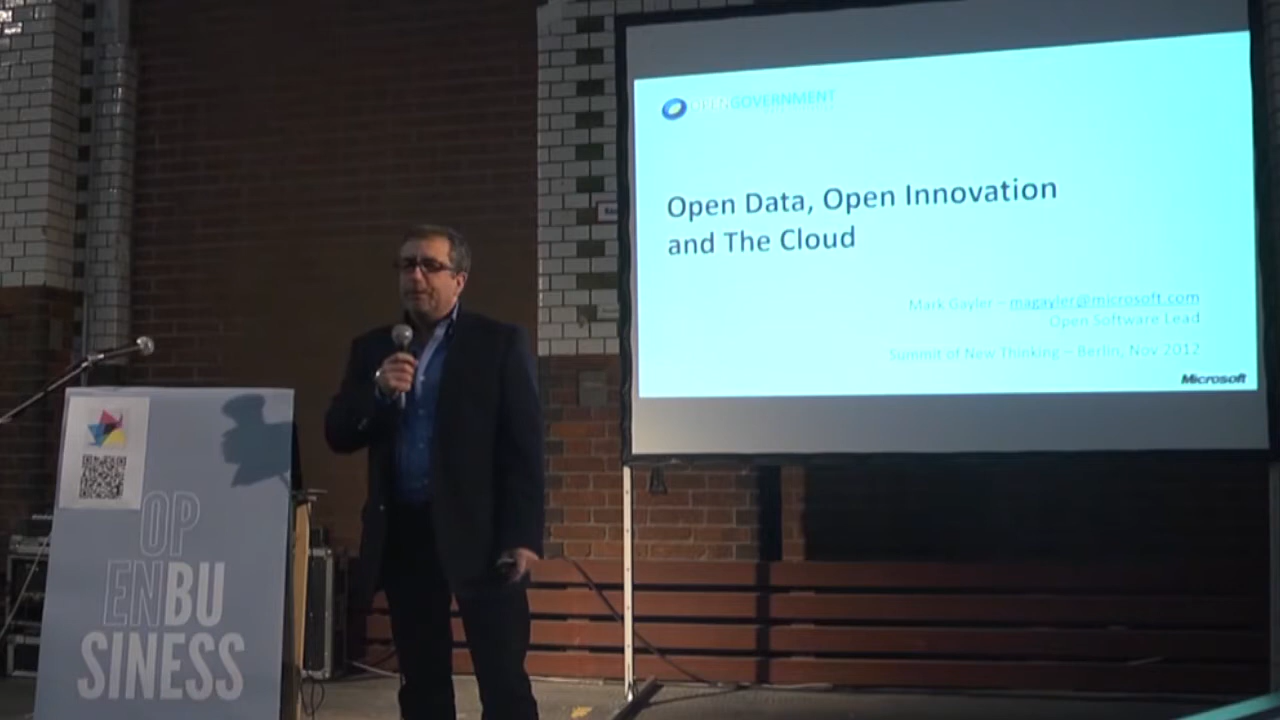 OPENGOVERNMENT
Open Data, Open Innovation
and The Cloud
Mark Gayler – magayler@microsoft.com
Open Software Lead
Summit of New Thinking – Berlin, Nov 2012
Microsoft
OP
ENBU
SINESS